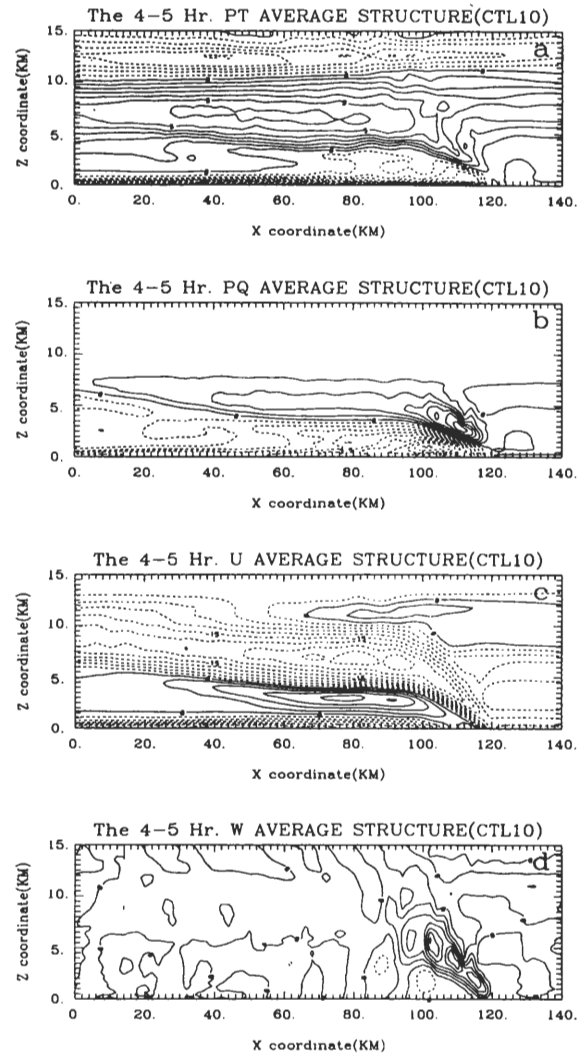 The 4-5 Hr. PT AVERAGE STRUCTURE(CTL10)
a
Z coordinate(KM)
15.
10.
5.
0.
0. 20. 40. 60. 80. 100. 120. 140.
X coordinate(KM)
The 4-5 Hr. PQ AVERAGE STRUCTURE(CTL10)
b
Z coordinate(KM)
15.
10.
5.
0.
0. 20. 40. 60. 80. 100. 120. 140.
X coordinate(KM)
The 4-5 Hr. U AVERAGE STRUCTURE(CTL10)
c
Z coordinate(KM)
15.
10.
5.
0.
0. 20. 40. 60. 80. 100. 120. 140.
X coordinate(KM)
The 4-5 Hr. W AVERAGE STRUCTURE(CTL10)
d
Z coordinate(KM)
15.
10.
5.
0.
0. 20. 40. 60. 80. 100. 120. 140.
X coordinate(KM)